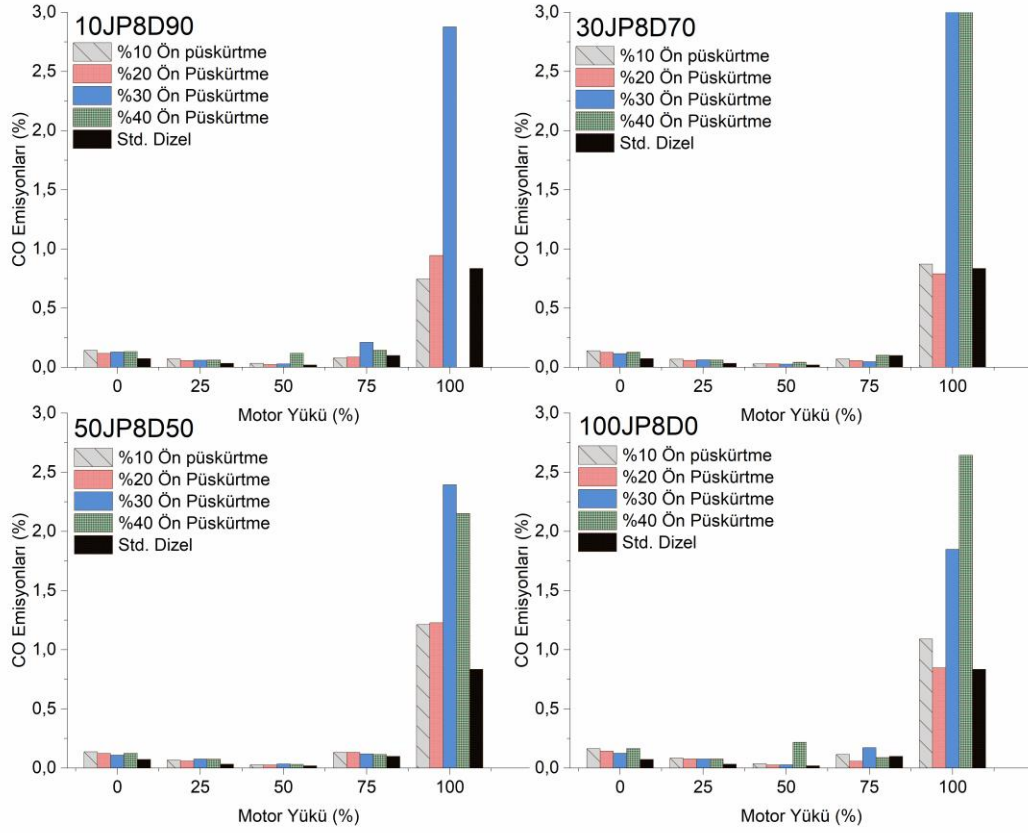 10JP8D90
%10 Ön püskürtme
%20 Ön Püskürtme
%30 Ön Püskürtme
%40 Ön Püskürtme
Std. Dizel
CO Emisyonları (%)
3,0
2,5
2,0
1,5
1,0
0,5
0,0
0 25 50 75 100
Motor Yükü (%)
30JP8D70
%10 Ön püskürtme
%20 Ön Püskürtme
%30 Ön Püskürtme
%40 Ön Püskürtme
Std. Dizel
CO Emisyonları (%)
3,0
2,5
2,0
1,5
1,0
0,5
0,0
0 25 50 75 100
Motor Yükü (%)
50JP8D50
%10 Ön püskürtme
%20 Ön Püskürtme
%30 Ön Püskürtme
%40 Ön Püskürtme
Std. Dizel
CO Emisyonları (%)
3,0
2,5
2,0
1,5
1,0
0,5
0,0
0 25 50 75 100
Motor Yükü (%)
100JP8D0
%10 Ön püskürtme
%20 Ön Püskürtme
%30 Ön Püskürtme
%40 Ön Püskürtme
Std. Dizel
CO Emisyonları (%)
3,0
2,5
2,0
1,5
1,0
0,5
0,0
0 25 50 75 100
Motor Yükü (%)